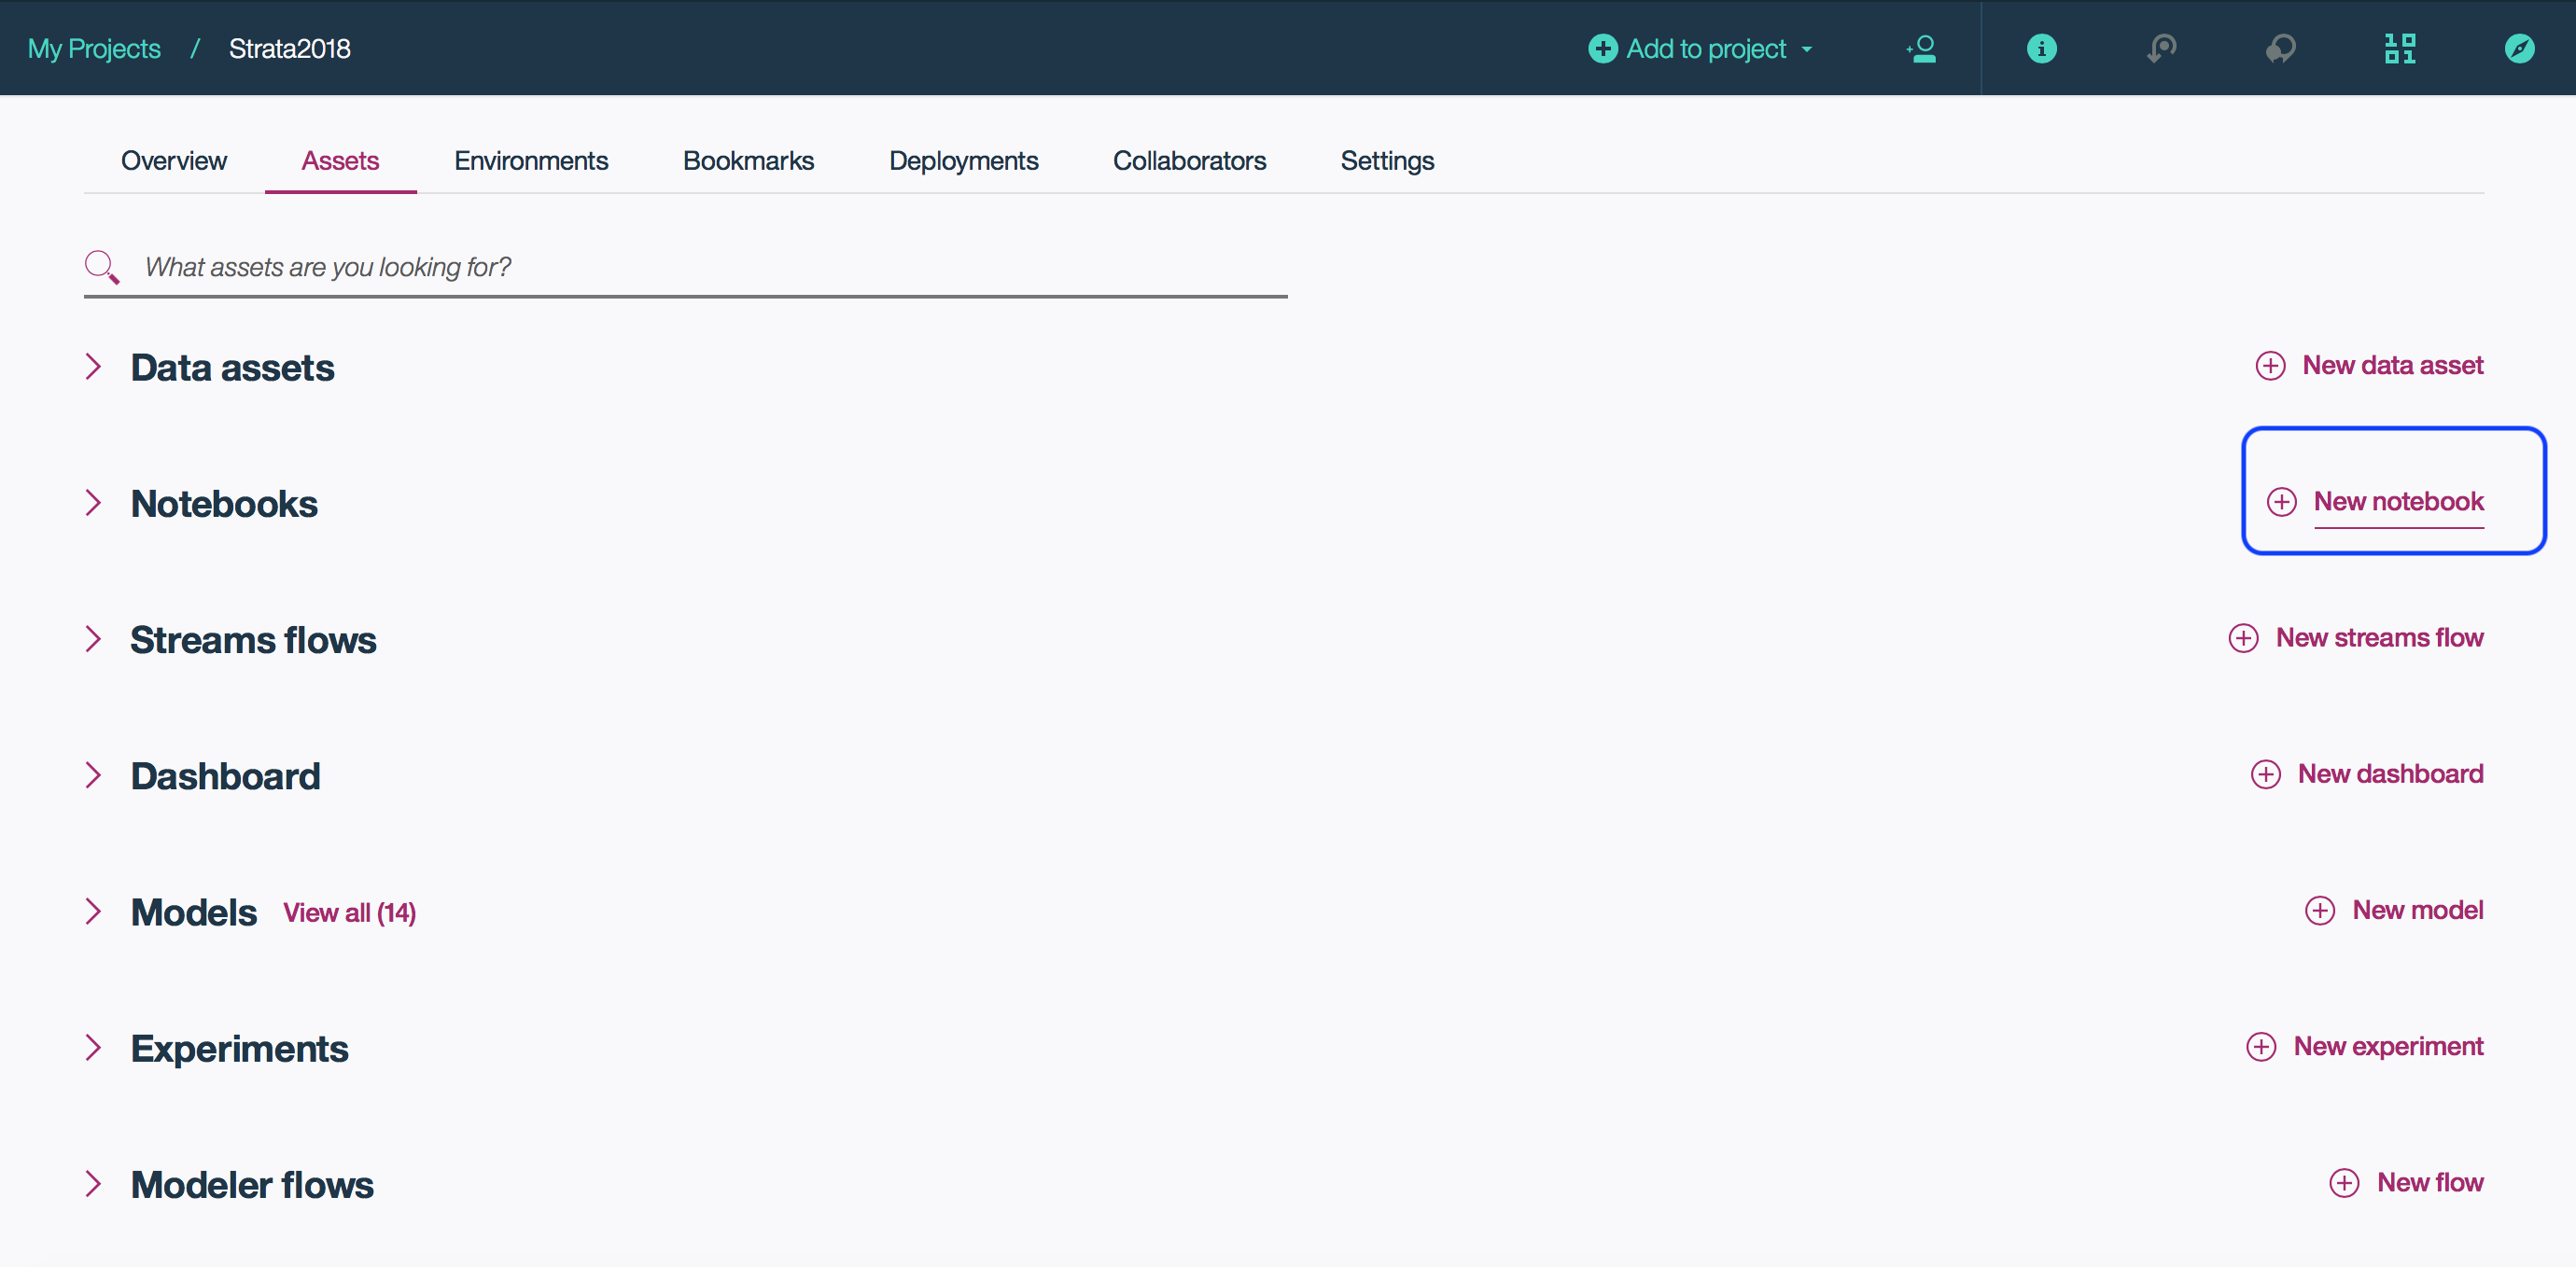 My Projects / Strata2018 Add to project
Overview Assets Environments Bookmarks Deployments Collaborators Settings
What assets are you looking for?
Data assets New data asset
Notebooks New notebook
Streams flows New streams flow
Dashboard New dashboard
Models View all (14) New model
Experiments New experiment
Modeler flows New flow